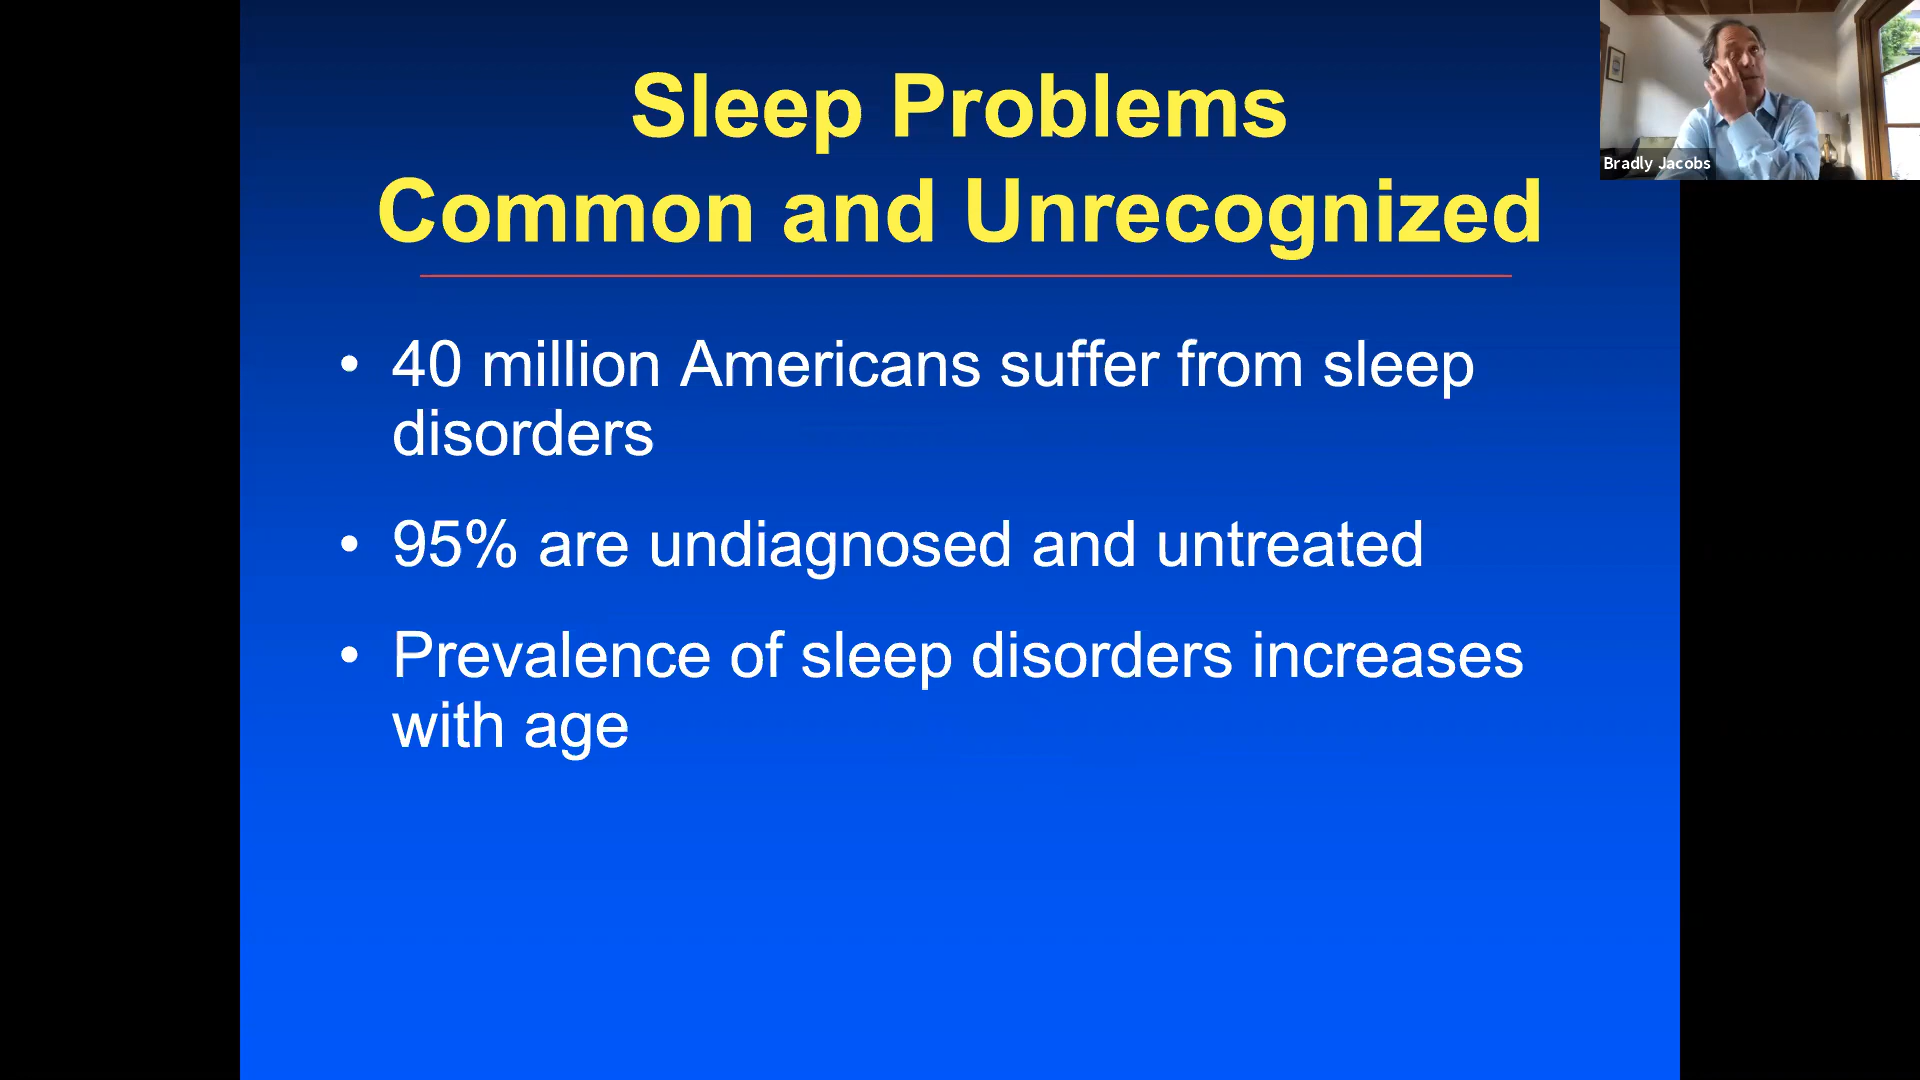 Sleep Problems
Common and Unrecognized
• 40 million Americans suffer from sleep
disorders
• 95% are undiagnosed and untreated
• Prevalence of sleep disorders increases
with age
Bradly Jacobs